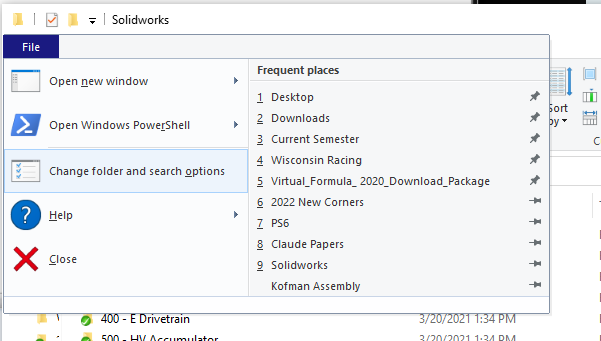 Solidworks
File
Open new window
Open Windows PowerShell
Change folder and search options
Help
Close
Frequent places
1 Desktop
2 Downloads
3 Current Semester
4 Wisconsin Racing
5 Virtual_Formula_ 2020_Download_Package
6 2022 New Corners
7 PS6
8 Claude Papers
9 Solidworks
Kofman Assembly
Sort
by
400 - E Drivetrain 3/20/2021 1:34 PM
500 - HV Accumulator 3/20/2021 1:34 PM